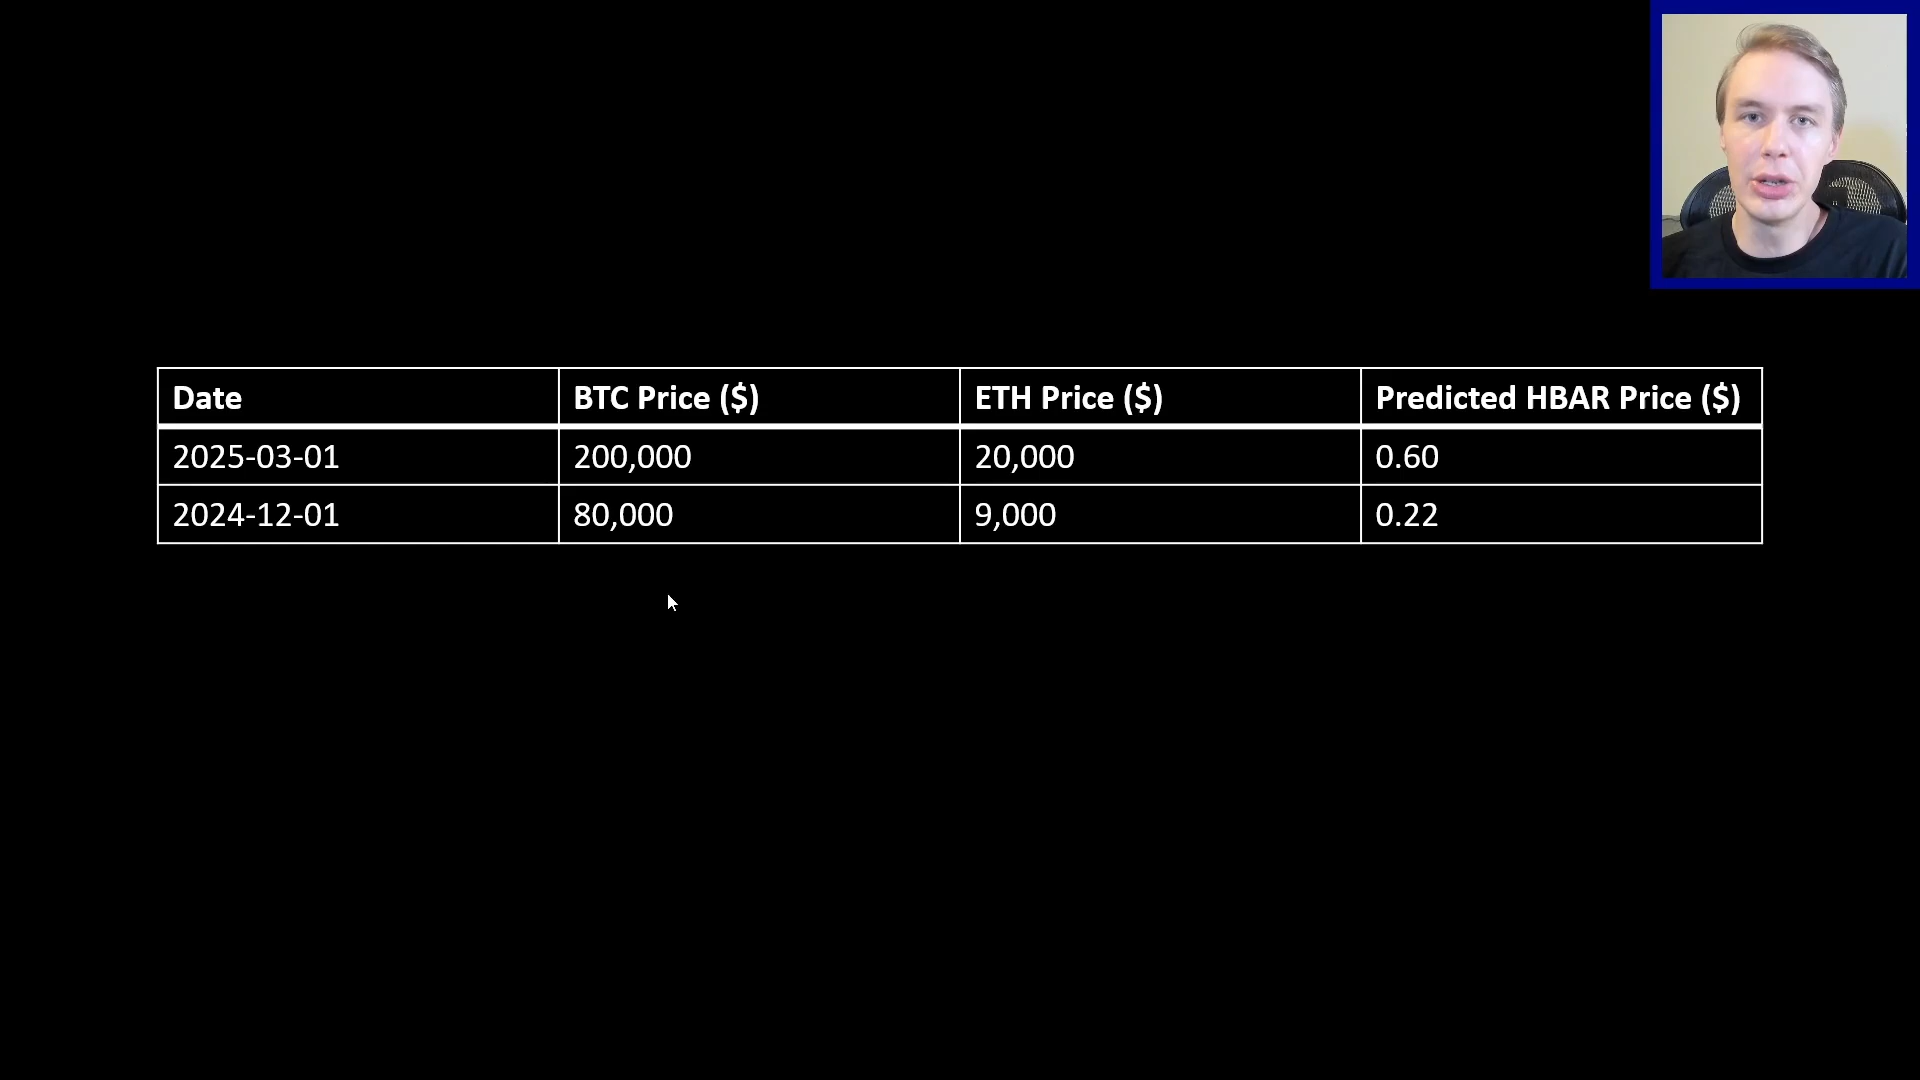 Date BTC Price ($) ETH Price ($) Predicted HBAR Price ($)
2025-03-01 200,000 20,000 0.60
2024-12-01 80,000 9,000 0.22